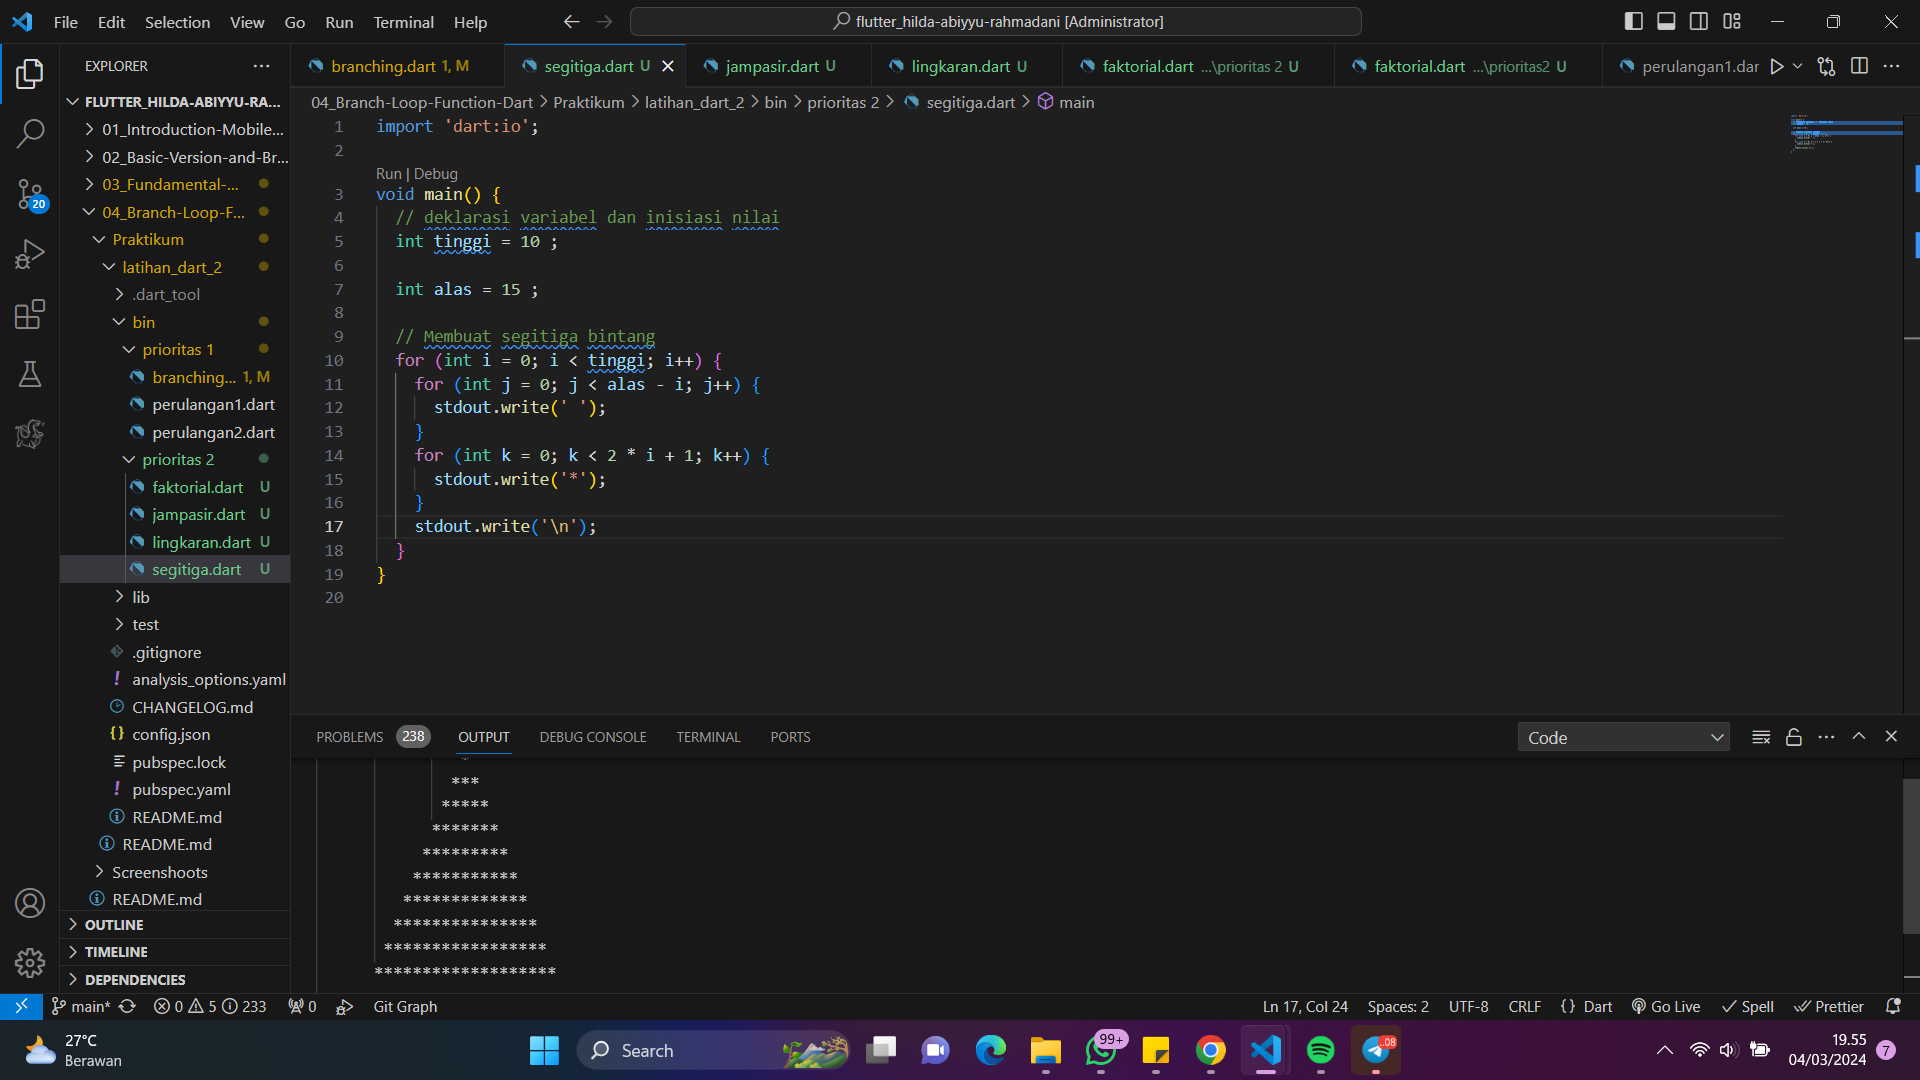 File Edit Selection View Go Run Terminal Help
flutter_hilda-abiyyu-rahmadani [Administrator]
EXPLORER
branching.dart 1, M
segitiga.dart U
jampasir.dart U
lingkaran.dart U
faktorial.dart ...\prioritas 2 U
faktorial.dart ...\prioritas2 U
perulangan1.dar
04_Branch-Loop-Function-Dart > Praktikum > latihan_dart_2 > bin > prioritas 2 > segitiga.dart > main
FLUTTER_HILDA-ABIYYU-RA...
01_Introduction-Mobile...
02_Basic-Version-and-Br...
03_Fundamental-...
04_Branch-Loop-F...
Praktikum
latihan_dart_2
.dart_tool
bin
prioritas 1
branching... 1, M
perulangan1.dart
perulangan2.dart
prioritas 2
faktorial.dart U
jampasir.dart U
lingkaran.dart U
segitiga.dart U
lib
test
.gitignore
! analysis_options.yaml
CHANGELOG.md
{} config.json
pubspec.lock
! pubspec.yaml
README.md
README.md
Screenshoots
README.md
OUTLINE
TIMELINE
DEPENDENCIES
20
1 import 'dart:io';
2
Run | Debug
3 void main() {
4 // deklarasi variabel dan inisiasi nilai
5 int tinggi = 10 ;
6
7 int alas = 15 ;
8
9 // Membuat segitiga bintang
10 for (int i = 0; i < tinggi; i++) {
11 for (int j = 0; j < alas - i; j++) {
12 stdout.write(' ');
13 }
14 for (int k = 0; k < 2 * i + 1; k++) {
15 stdout.write('*');
16 }
17 stdout.write('\n');
18 }
19 }
20
PROBLEMS 238 OUTPUT DEBUG CONSOLE TERMINAL PORTS
Code
*
***
*****
*******
*********
***********
*************
***************
*****************
*******************
main* 0 5 233 0 Git Graph
Ln 17, Col 24 Spaces: 2 UTF-8 CRLF {} Dart Go Live Spell Prettier
27°C
Berawan
Search
99+
..08
19.55
04/03/2024
7